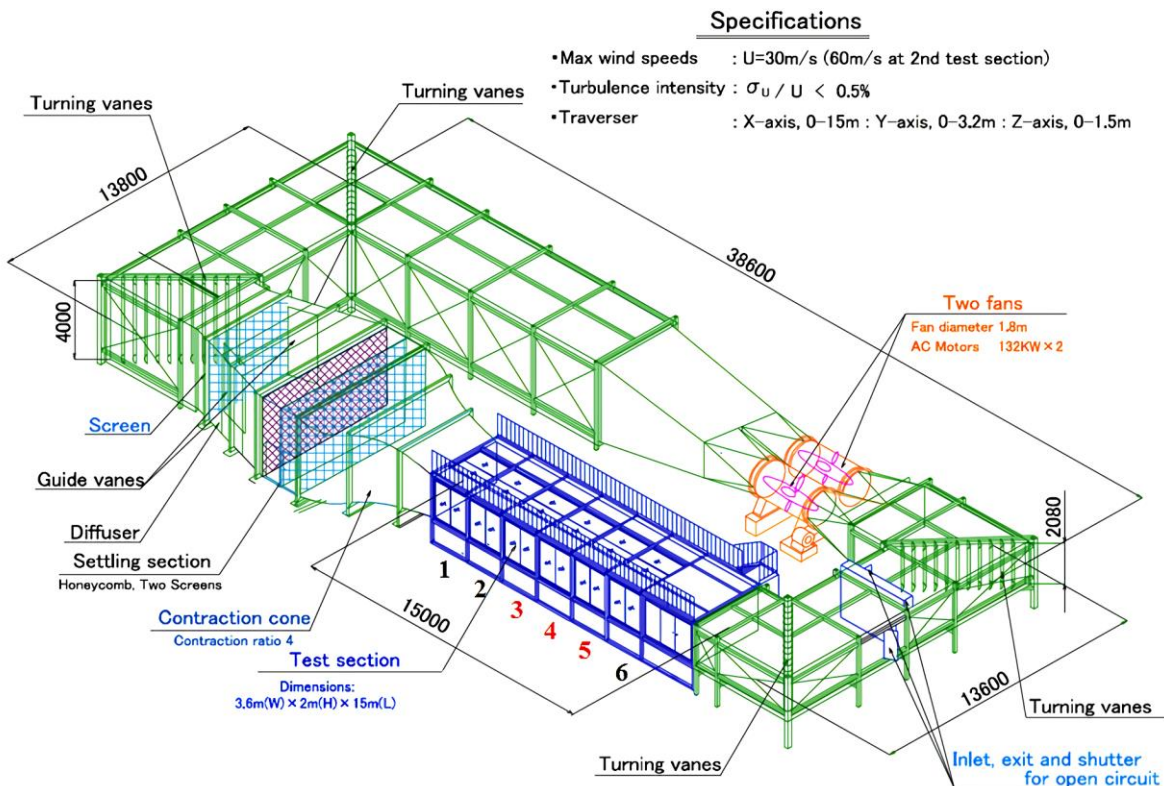 Specifications
•Max wind speeds : U=30m/s (60m/s at 2nd test section)
•Turbulence intensity : σu / U < 0.5%
•Traverser : X-axis, 0-15m : Y-axis, 0-3.2m : Z-axis, 0-1.5m
Turning vanes
Turning vanes
13800
38600
4000
Two fans
Fan diameter 1.8m
AC Motors 132KW×2
Screen
Guide vanes
Diffuser
Settling section
Honeycomb, Two Screens
Contraction cone
Contraction ratio 4
Test section
Dimensions:
3.6m(W) × 2m(H) × 15m(L)
15000
1
2
3
4
5
6
2080
13600
Turning vanes
Turning vanes
Inlet, exit and shutter
for open circuit